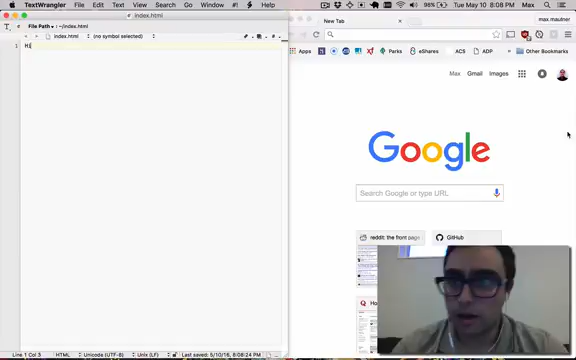 TextWrangler File Edit Text View Search Go Window
98% Tue May 10 8:08 PM Max
index.html
New Tab
max.mautner
File Path : ~/index.html
index.html (no symbol selected)
1 Hi
Apps Parks eShares ACS ADP Other Bookmarks
Max Gmail Images
Google
Search Google or type URL
reddit: the front page
GitHub
Line 1 Col 3 HTML Unicode (UTF-8) Unix (LF) Last saved: 5/10/16, 8:08:24 PM